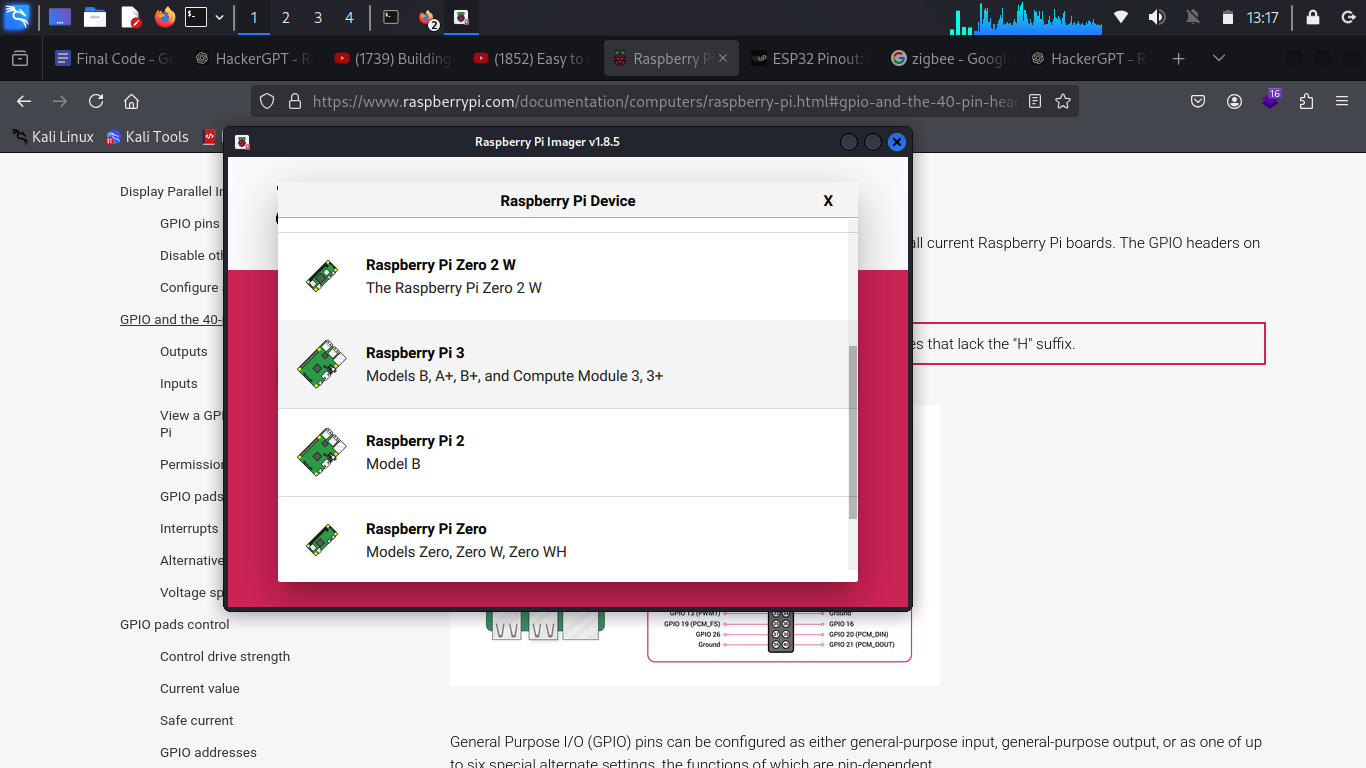 1 2 3 4
2
13:17
Final Code - Go
HackerGPT - R
(1739) Building
(1852) Easy to
Raspberry P
ESP32 Pinout:
zigbee - Googl
HackerGPT - R
https://www.raspberrypi.com/documentation/computers/raspberry-pi.html#gpio-and-the-40-pin-hea
16
Kali Linux
Kali Tools
Raspberry Pi Imager v1.8.5
Raspberry Pi Device
X
Raspberry Pi Zero 2 W
The Raspberry Pi Zero 2 W
Raspberry Pi 3
Models B, A+, B+, and Compute Module 3, 3+
Raspberry Pi 2
Model B
Raspberry Pi Zero
Models Zero, Zero W, Zero WH
Display Parallel In
GPIO pins
Disable oth
Configure
GPIO and the 40-
Outputs
Inputs
View a GPI
Pi
Permission
GPIO pads
Interrupts
Alternative
Voltage sp
GPIO pads control
Control drive strength
Current value
Safe current
GPIO addresses
all current Raspberry Pi boards. The GPIO headers on
es that lack the "H" suffix.
GPIO 13 (PWM1) Ground
GPIO 19 (PCM_FS) GPIO 16
GPIO 26 GPIO 20 (PCM_DIN)
Ground GPIO 21 (PCM_DOUT)
General Purpose I/O (GPIO) pins can be configured as either general-purpose input, general-purpose output, or as one of up
to six special alternate settings, the functions of which are pin-dependent.